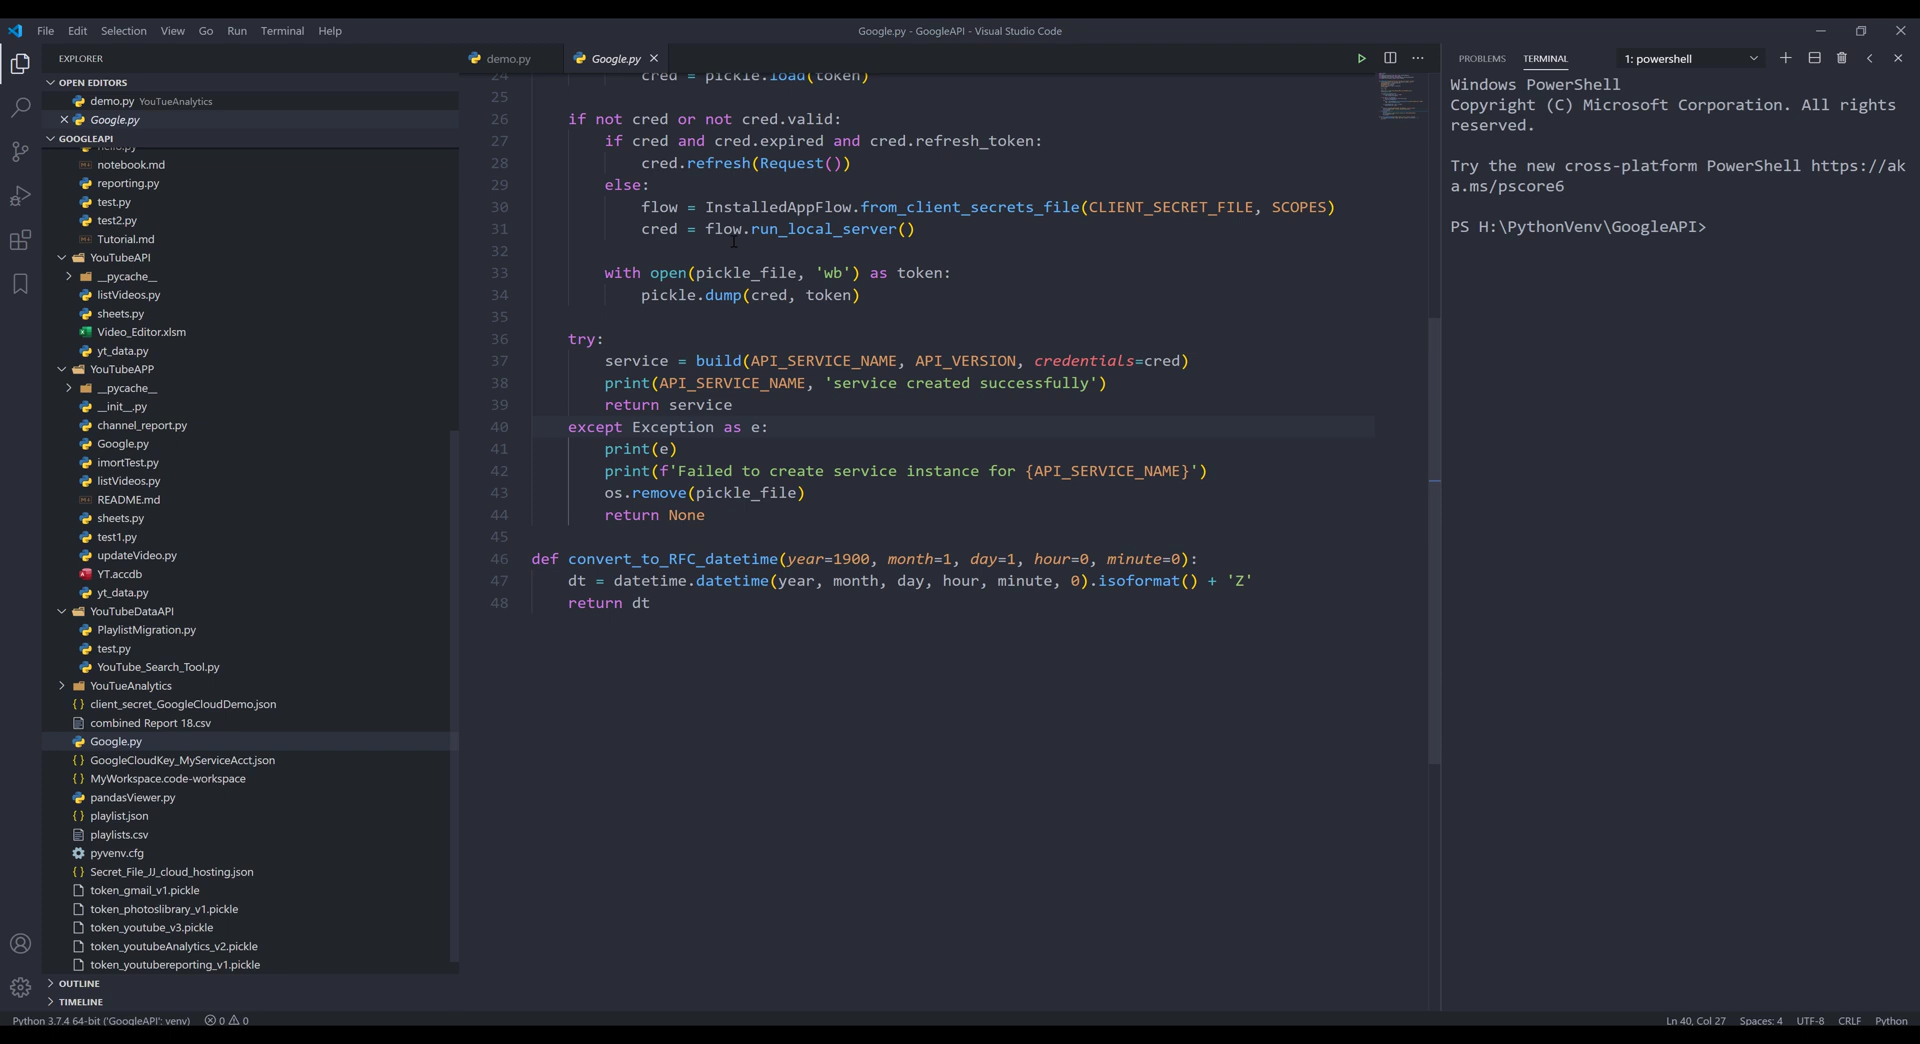 File Edit Selection View Go Run Terminal Help
Google.py - GoogleAPI - Visual Studio Code
EXPLORER
OPEN EDITORS
demo.py YouTueAnalytics
Google.py
GOOGLEAPI
hello.py
notebook.md
reporting.py
test.py
test2.py
Tutorial.md
YouTubeAPI
__pycache__
listVideos.py
sheets.py
Video_Editor.xlsm
yt_data.py
YouTubeAPP
__pycache__
__init__.py
channel_report.py
Google.py
imortTest.py
listVideos.py
README.md
sheets.py
test1.py
updateVideo.py
YT.accdb
yt_data.py
YouTubeDataAPI
PlaylistMigration.py
test.py
YouTube_Search_Tool.py
YouTueAnalytics
client_secret_GoogleCloudDemo.json
combined Report 18.csv
Google.py
GoogleCloudKey_MyServiceAcct.json
MyWorkspace.code-workspace
pandasViewer.py
playlist.json
playlists.csv
pyvenv.cfg
Secret_File_JJ_cloud_hosting.json
token_gmail_v1.pickle
token_photoslibrary_v1.pickle
token_youtube_v3.pickle
token_youtubeAnalytics_v2.pickle
token_youtubereporting_v1.pickle
OUTLINE
TIMELINE
demo.py Google.py
24 cred = pickle.load(token)
25
26 if not cred or not cred.valid:
27 if cred and cred.expired and cred.refresh_token:
28 cred.refresh(Request())
29 else:
30 flow = InstalledAppFlow.from_client_secrets_file(CLIENT_SECRET_FILE, SCOPES)
31 cred = flow.run_local_server()
32
33 with open(pickle_file, 'wb') as token:
34 pickle.dump(cred, token)
35
36 try:
37 service = build(API_SERVICE_NAME, API_VERSION, credentials=cred)
38 print(API_SERVICE_NAME, 'service created successfully')
39 return service
40 except Exception as e:
41 print(e)
42 print(f'Failed to create service instance for {API_SERVICE_NAME}')
43 os.remove(pickle_file)
44 return None
45
46 def convert_to_RFC_datetime(year=1900, month=1, day=1, hour=0, minute=0):
47 dt = datetime.datetime(year, month, day, hour, minute, 0).isoformat() + 'Z'
48 return dt
PROBLEMS TERMINAL 1: powershell
Windows PowerShell
Copyright (C) Microsoft Corporation. All rights
reserved.
Try the new cross-platform PowerShell https://ak
a.ms/pscore6
PS H:\PythonVenv\GoogleAPI>
Python 3.7.4 64-bit ('GoogleAPI': venv) 0 0
Ln 40, Col 27 Spaces: 4 UTF-8 CRLF Python